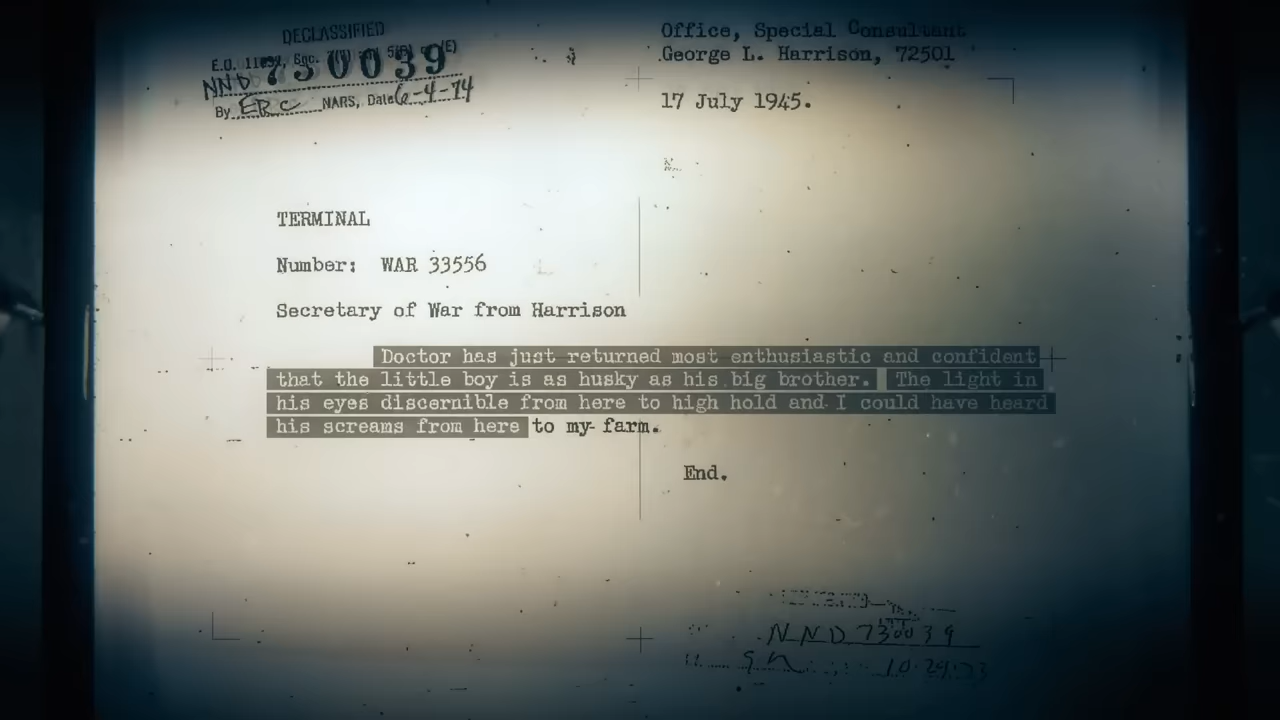 DECLASSIFIED
Office, Special Consultant
George L. Harrison, 72501
NND 730039
By ERC NARS, Date 6-4-74
17 July 1945.
TERMINAL
Number: WAR 33556
Secretary of War from Harrison
Doctor has just returned most enthusiastic and confident
that the little boy is as husky as his big brother. The light in
his eyes discernible from here to high hold and I could have heard
his screams from here to my farm.
End.
NND 730039